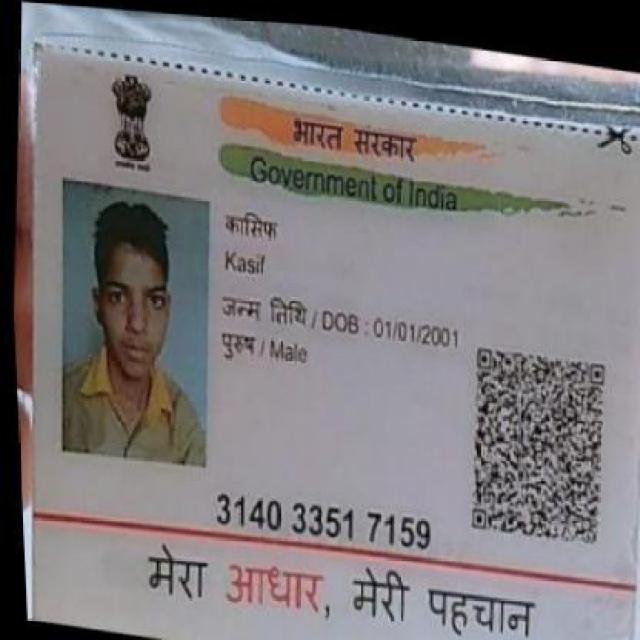 भारत सरकार
Government of India
कासिफ
Kasif
जन्म तिथि / DOB : 01/01/2001
पुरुष / Male
3140 3351 7159
मेरा आधार, मेरी पहचान